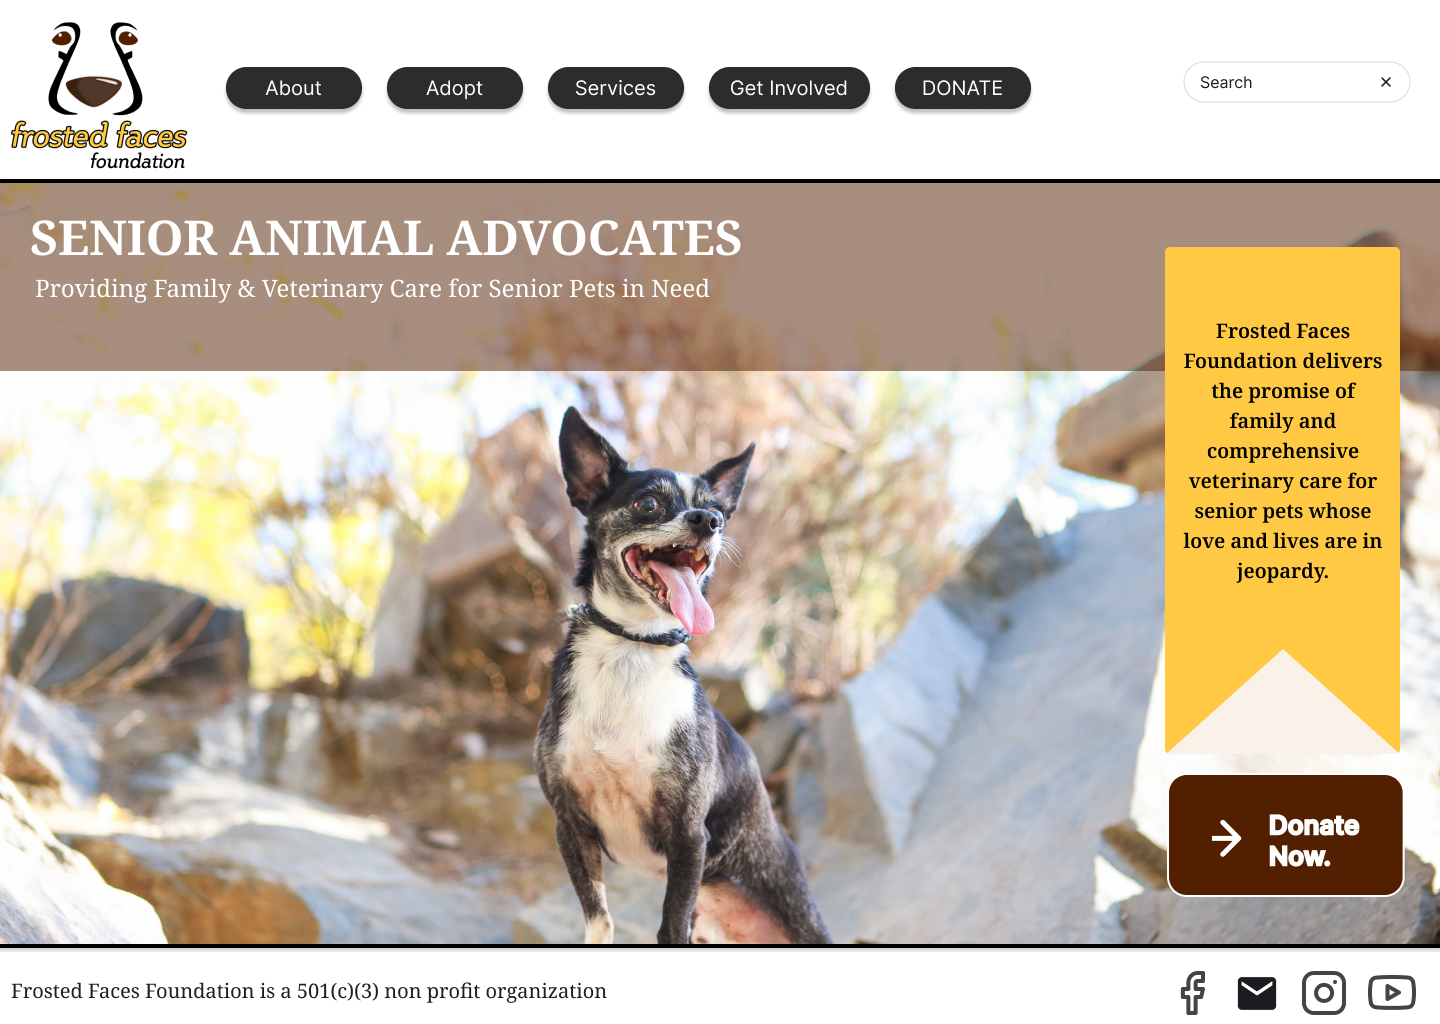 frosted faces
foundation
About
Adopt
Services
Get Involved
DONATE
Search
SENIOR ANIMAL ADVOCATES
Providing Family & Veterinary Care for Senior Pets in Need
Frosted Faces
Foundation delivers
the promise of
family and
comprehensive
veterinary care for
senior pets whose
love and lives are in
jeopardy.
Donate
Now.
Frosted Faces Foundation is a 501(c)(3) non profit organization